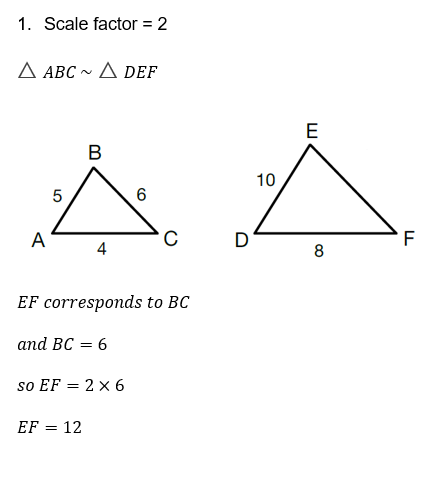 1. Scale factor = 2
△ ABC ~ △ DEF
E
B
10
5
6
A
C
D
F
4
8
EF corresponds to BC
and BC = 6
so EF = 2 × 6
EF = 12